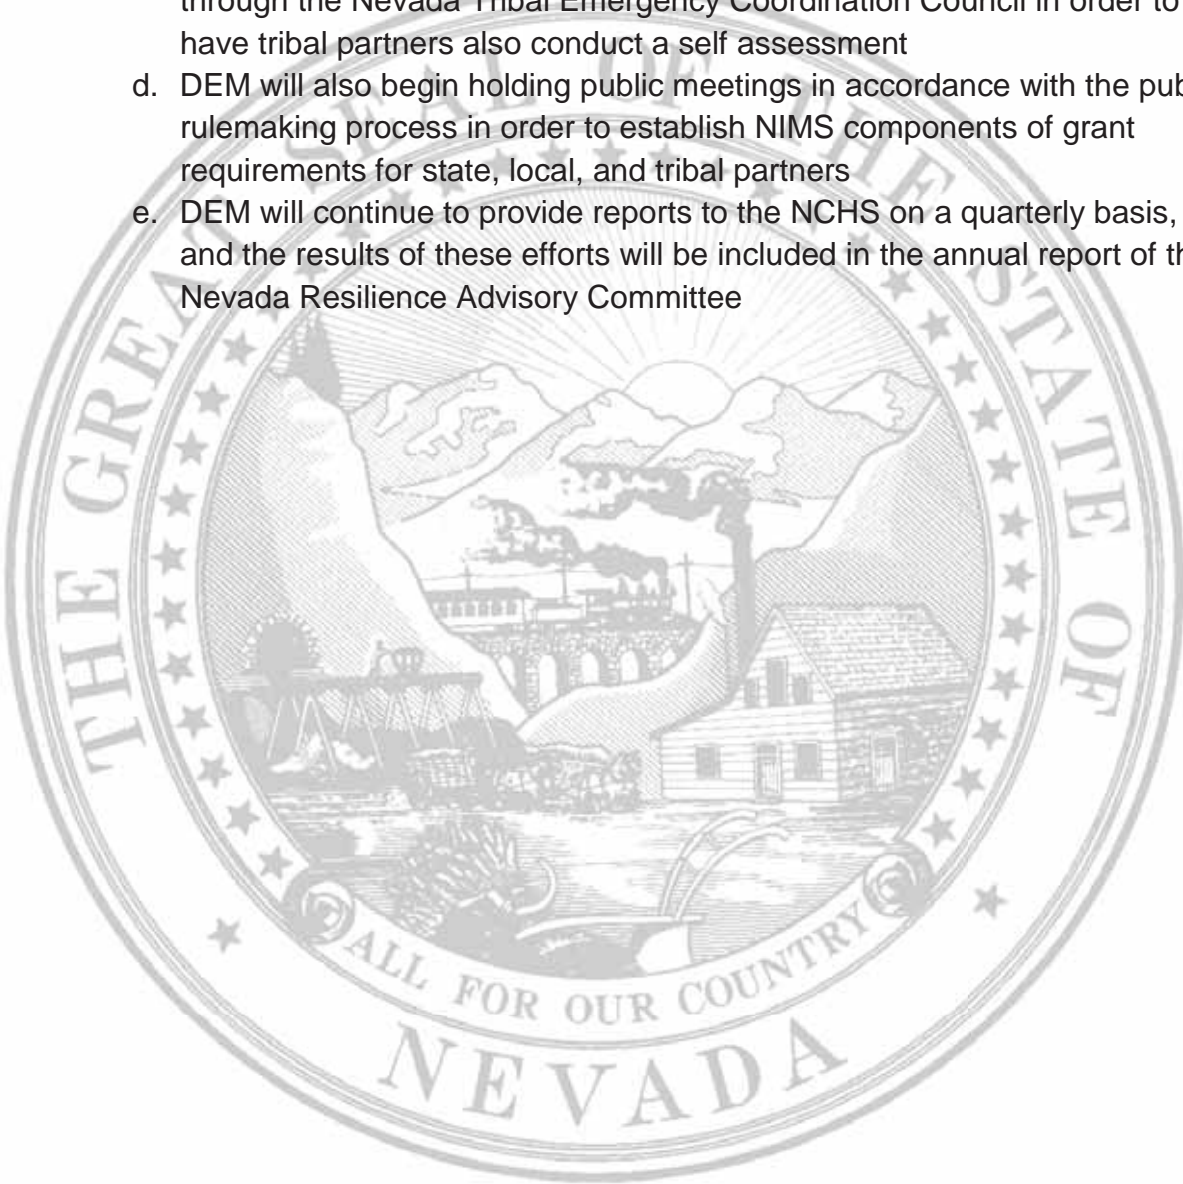 through the Nevada Tribal Emergency Coordination Council in order to
have tribal partners also conduct a self assessment
d. DEM will also begin holding public meetings in accordance with the pub
rulemaking process in order to establish NIMS components of grant
requirements for state, local, and tribal partners
e. DEM will continue to provide reports to the NCHS on a quarterly basis,
and the results of these efforts will be included in the annual report of th
Nevada Resilience Advisory Committee
THE GREAT SEAL OF THE STATE OF
ALL FOR OUR COUNTRY
NEVADA